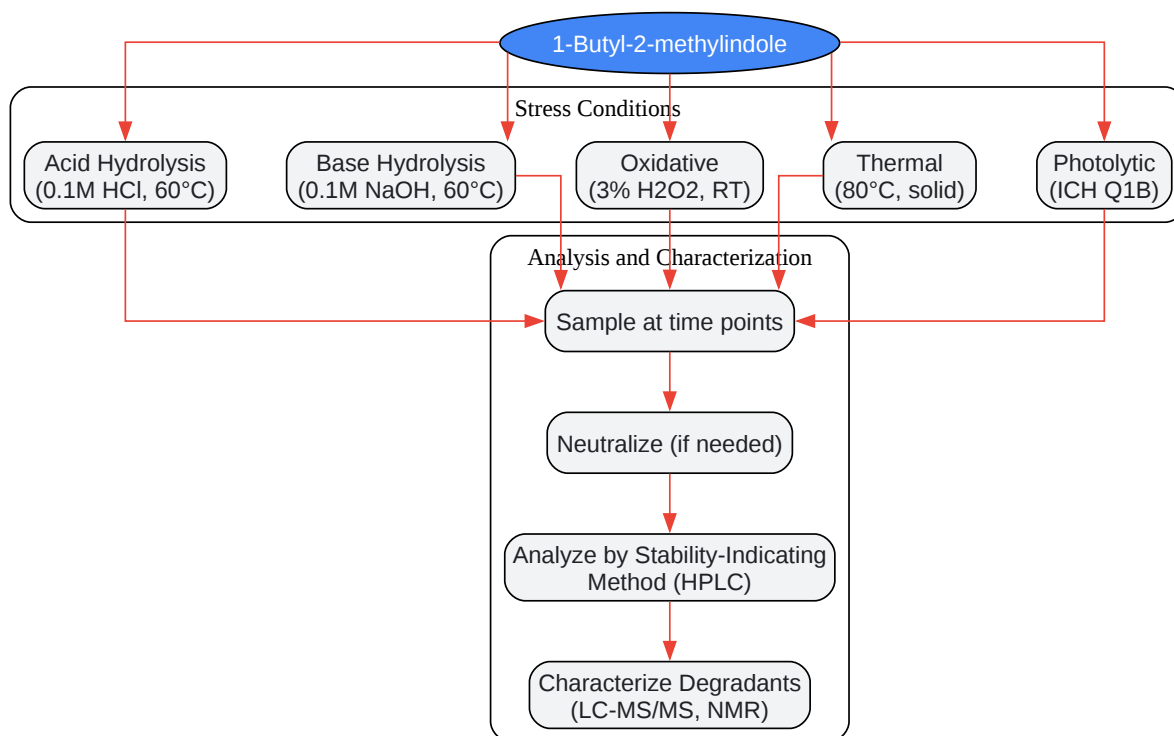 1-Butyl-2-methylindole
Stress Conditions
Acid Hydrolysis
(0.1M HCl, 60°C)
Base Hydrolysis
(0.1M NaOH, 60°C)
Oxidative
(3% H2O2, RT)
Thermal
(80°C, solid)
Photolytic
(ICH Q1B)
Analysis and Characterization
Sample at time points
Neutralize (if needed)
Analyze by Stability-Indicating
Method (HPLC)
Characterize Degradants
(LC-MS/MS, NMR)